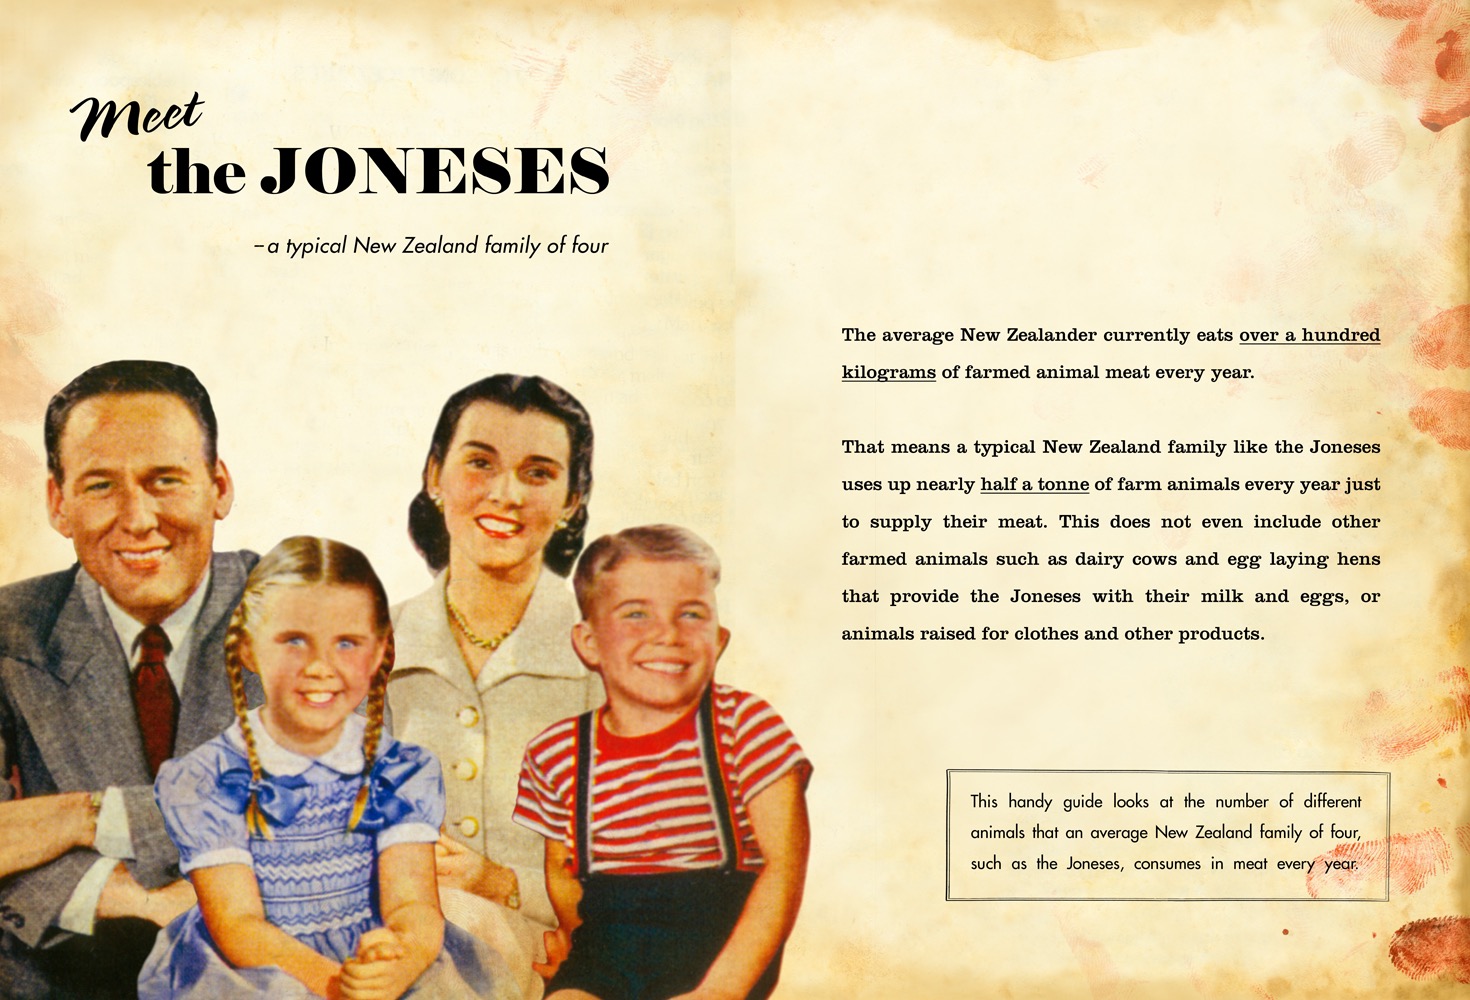 Meet
the JONESES
–a typical New Zealand family of four
The average New Zealander currently eats over a hundred
kilograms of farmed animal meat every year.
That means a typical New Zealand family like the Joneses
uses up nearly half a tonne of farm animals every year just
to supply their meat. This does not even include other
farmed animals such as dairy cows and egg laying hens
that provide the Joneses with their milk and eggs, or
animals raised for clothes and other products.
This handy guide looks at the number of different
animals that an average New Zealand family of four,
such as the Joneses, consumes in meat every year.